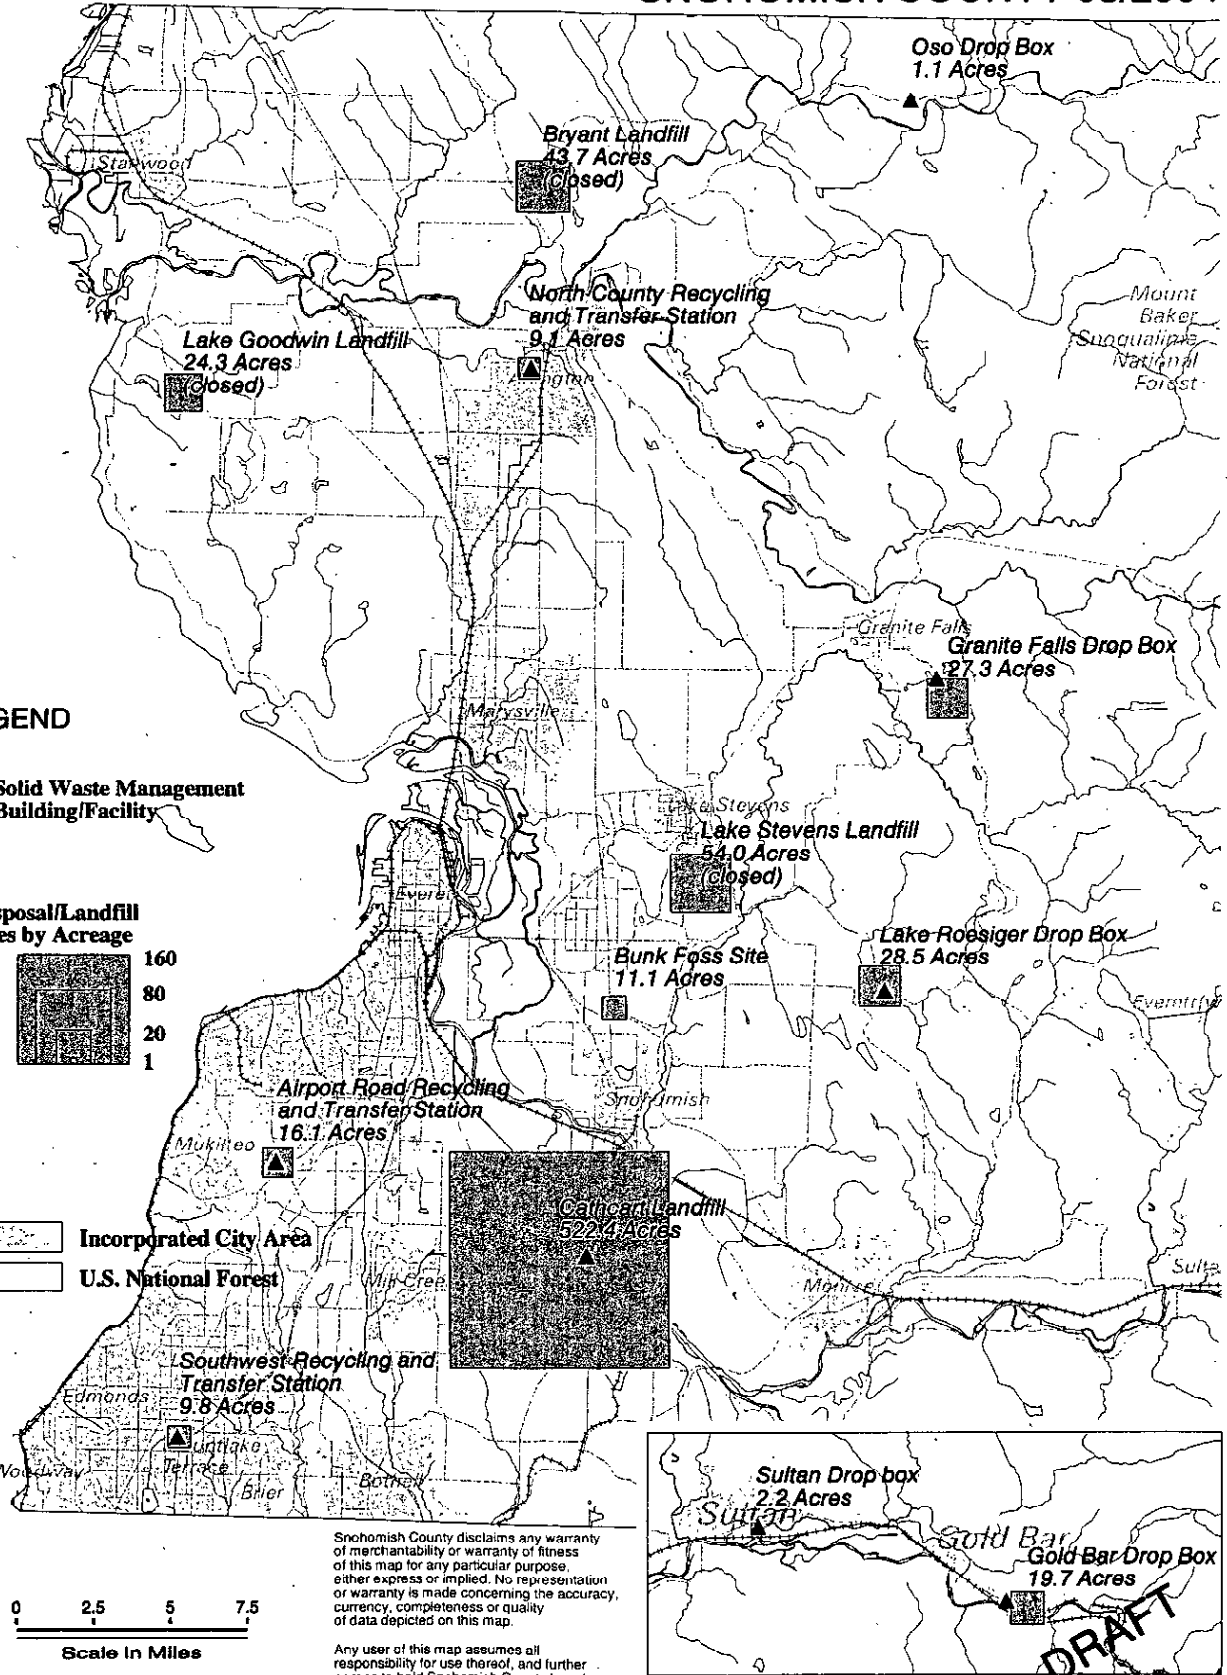 Oso Drop Box
1.1 Acres
Bryant Landfill
43.7 Acres
(closed)
Stanwood
North County Recycling
and Transfer Station
9.1 Acres
Mount
Baker
Snoqualmie
National
Forest
Lake Goodwin Landfill
24.3 Acres
(closed)
Granite Falls
Granite Falls Drop Box
27.3 Acres
GEND
Marysville
Solid Waste Management
Building/Facility
Lake Stevens
Lake Stevens Landfill
54.0 Acres
(closed)
sposal/Landfill
es by Acreage
160
80
20
1
Lake Roesiger Drop Box
28.5 Acres
Bunk Foss Site
11.1 Acres
Airport Road Recycling
and Transfer Station
16.1 Acres
Snohomish
Mukilteo
Cathcart Landfill
522.4 Acres
Incorporated City Area
U.S. National Forest
Mill Cree
Monroe
Sulta
Southwest Recycling and
Transfer Station
9.8 Acres
Edmonds
untlake
Terrace
Woodway
Brier
Bothell
Sultan Drop box
2.2 Acres
Sultan
Gold Bar
Gold Bar Drop Box
19.7 Acres
DRAFT
Snohomish County disclaims any warranty
of merchantability or warranty of fitness
of this map for any particular purpose,
either express or implied. No representation
or warranty is made concerning the accuracy,
currency, completeness or quality
of data depicted on this map.
Any user of this map assumes all
responsibility for use thereof, and further
0 2.5 5 7.5
Scale In Miles